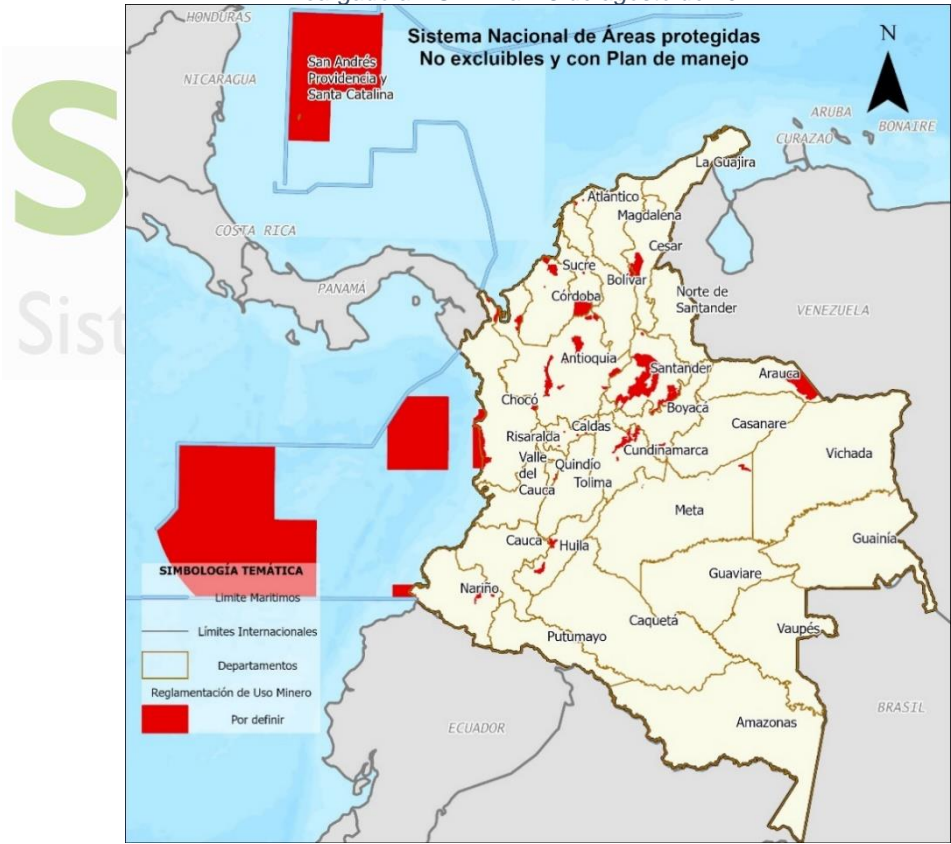 Sistema Nacional de Áreas protegidas
No excluibles y con Plan de manejo
N
HONDURAS
NICARAGUA
San Andrés
Providencia y
Santa Catalina
ARUBA
CURAZAO
BONAIRE
La Guajira
S
COSTA RICA
Atlántico
Magdalena
Cesar
PANAMÁ
Sucre
Bolívar
Córdoba
Norte de
Santander
VENEZUELA
Sist
Antioquia
Santander
Arauca
Chocó
Boyacá
Casanare
Risaralda
Caldas
Cundinamarca
Vichada
Valle
del
Cauca
Quindío
Tolima
Meta
Cauca
Huila
Guainía
SIMBOLOGÍA TEMÁTICA
Limite Maritimos
Límites Internacionales
Departamentos
Reglamentación de Uso Minero
Por definir
Nariño
Guaviare
Caquetá
Vaupés
Putumayo
Amazonas
ECUADOR
BRASIL